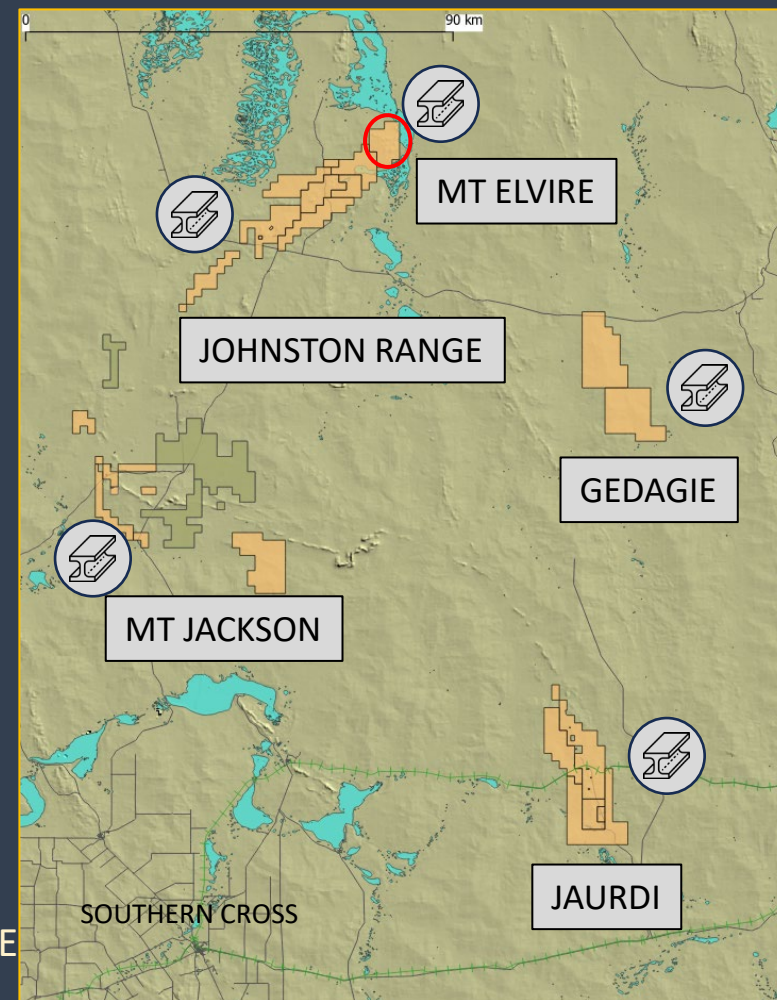 0
90 km
MT ELVIRE
JOHNSTON RANGE
GEDAGIE
MT JACKSON
JAURDI
SOUTHERN CROSS
E